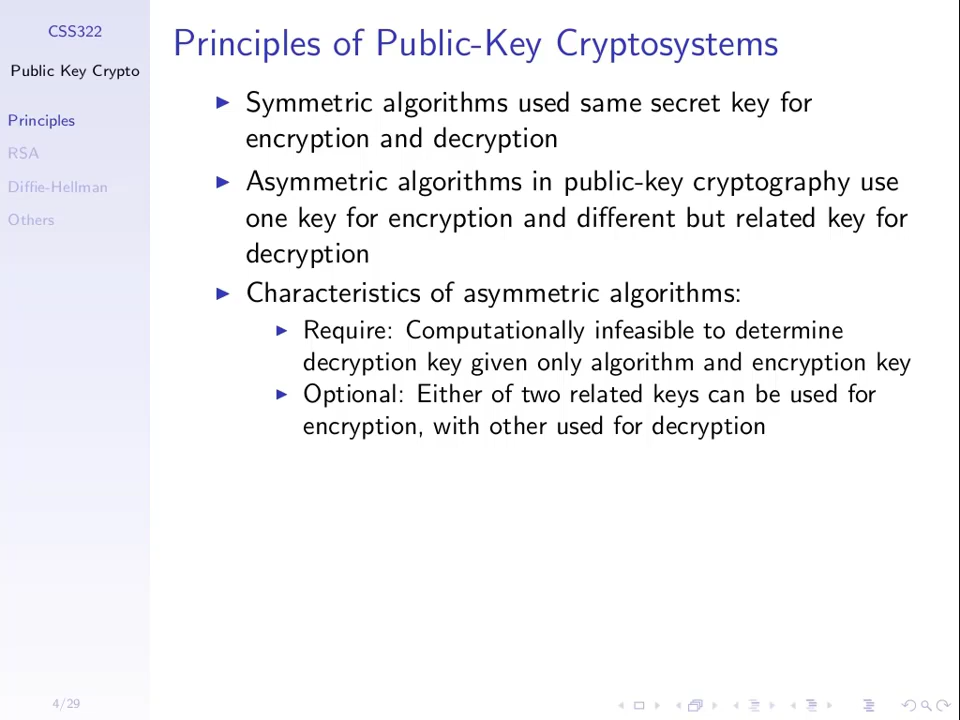 CSS322
Public Key Crypto
Principles
RSA
Diffie-Hellman
Others
Principles of Public-Key Cryptosystems
Symmetric algorithms used same secret key for
encryption and decryption
Asymmetric algorithms in public-key cryptography use
one key for encryption and different but related key for
decryption
Characteristics of asymmetric algorithms:
Require: Computationally infeasible to determine
decryption key given only algorithm and encryption key
Optional: Either of two related keys can be used for
encryption, with other used for decryption
4/29